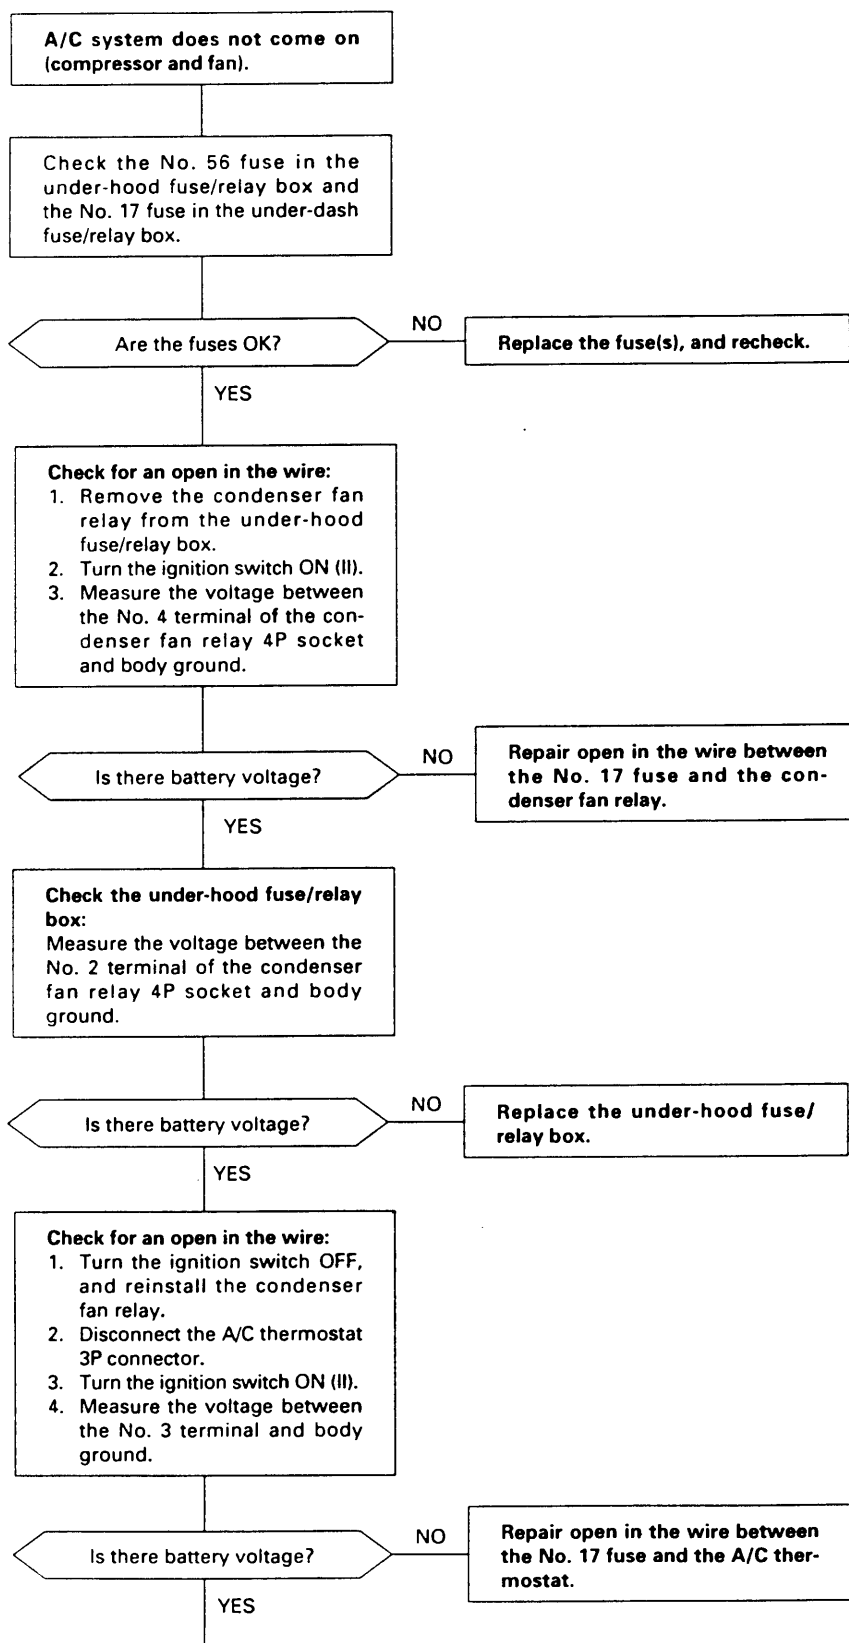 A/C system does not come on
(compressor and fan).
Check the No. 56 fuse in the
under-hood fuse/relay box and
the No. 17 fuse in the under-dash
fuse/relay box.
Are the fuses OK?
NO
Replace the fuse(s), and recheck.
YES
Check for an open in the wire:
1. Remove the condenser fan
relay from the under-hood
fuse/relay box.
2. Turn the ignition switch ON (II).
3. Measure the voltage between
the No. 4 terminal of the con-
denser fan relay 4P socket
and body ground.
Is there battery voltage?
NO
Repair open in the wire between
the No. 17 fuse and the con-
denser fan relay.
YES
Check the under-hood fuse/relay
box:
Measure the voltage between the
No. 2 terminal of the condenser
fan relay 4P socket and body
ground.
Is there battery voltage?
NO
Replace the under-hood fuse/
relay box.
YES
Check for an open in the wire:
1. Turn the ignition switch OFF,
and reinstall the condenser
fan relay.
2. Disconnect the A/C thermostat
3P connector.
3. Turn the ignition switch ON (II).
4. Measure the voltage between
the No. 3 terminal and body
ground.
Is there battery voltage?
NO
Repair open in the wire between
the No. 17 fuse and the A/C ther-
mostat.
YES